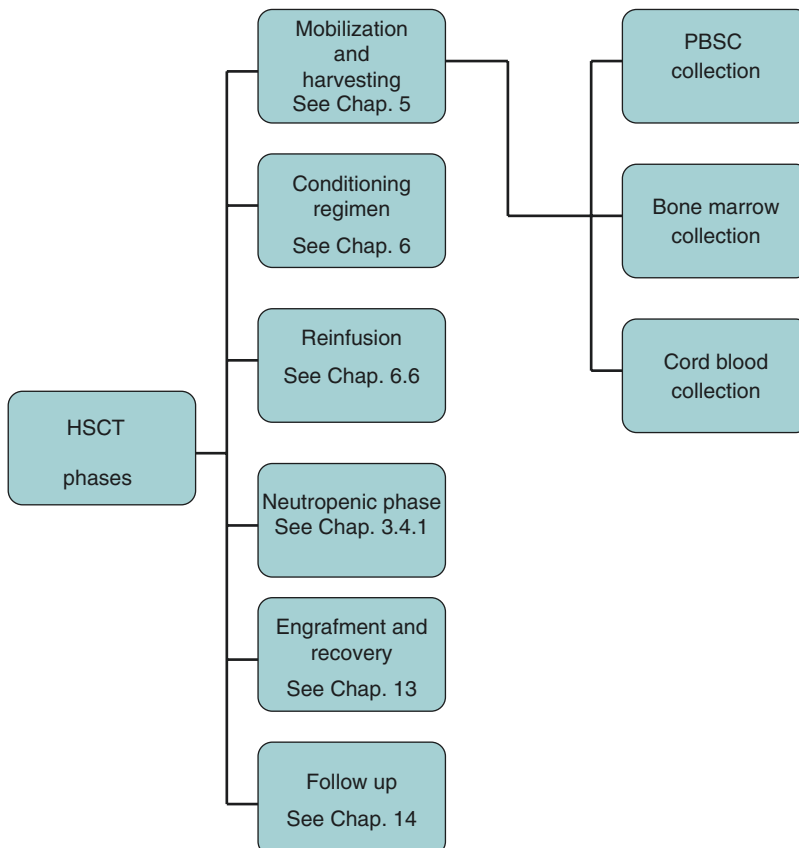 HSCT
phases
Mobilization
and
harvesting
See Chap. 5
Conditioning
regimen
See Chap. 6
Reinfusion
See Chap. 6.6
Neutropenic phase
See Chap. 3.4.1
Engrafment and
recovery
See Chap. 13
Follow up
See Chap. 14
PBSC
collection
Bone marrow
collection
Cord blood
collection